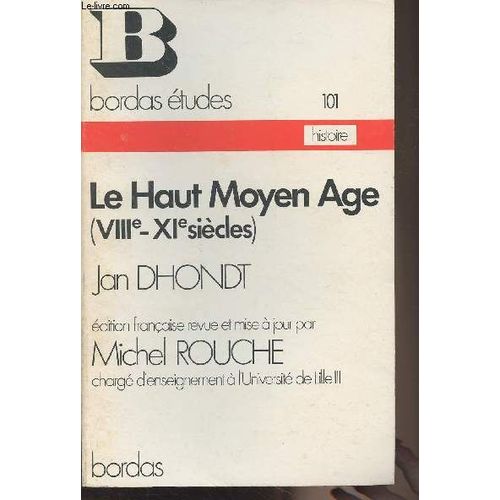 Le-livre.com
B
bordas études 101
histoire
Le Haut Moyen Age
(VIIIe-XIe siècles)
Jan DHONDT
édition française revue et mise à jour par
Michel ROUCHE
chargé d'enseignement à l'Université de Lille III
bordas